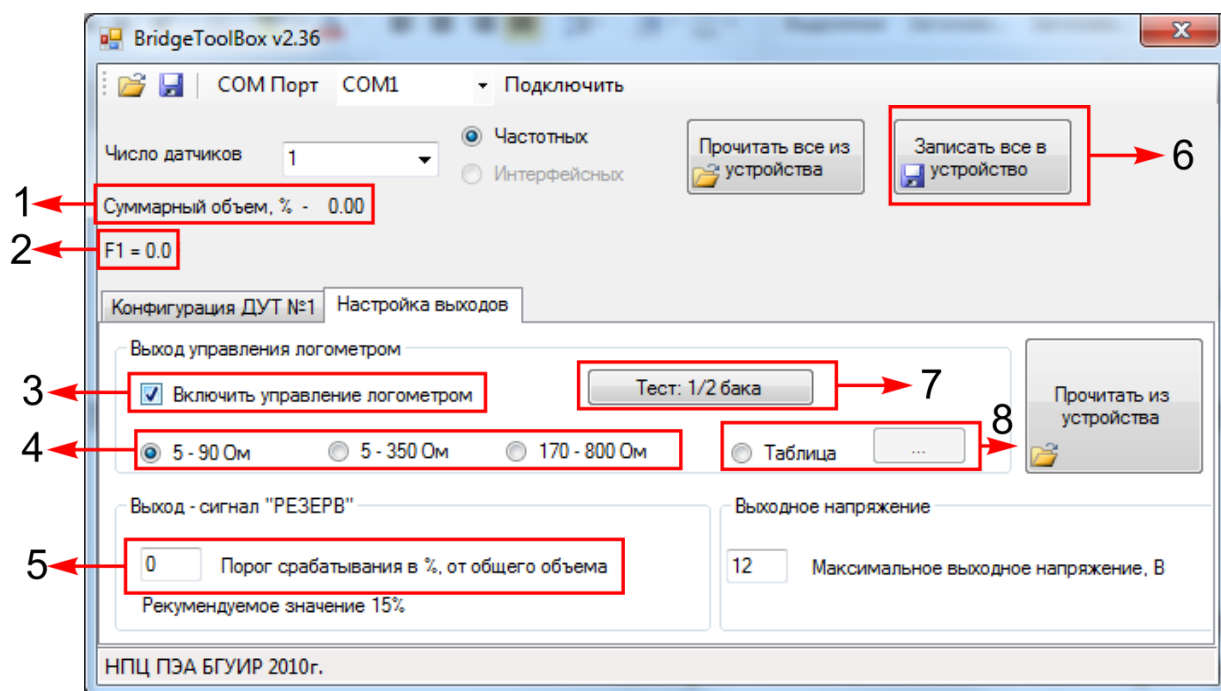 BridgeToolBox v2.36
COM Порт COM1 Подключить
Число датчиков 1
Частотных
Интерфейсных
Прочитать все из
устройства
Записать все в
устройство
6
1
Суммарный объем, % - 0.00
2
F1 = 0.0
Конфигурация ДУТ №1 Настройка выходов
Выход управления логометром
3
Включить управление логометром
Тест: 1/2 бака
7
4
5 - 90 Ом 5 - 350 Ом 170 - 800 Ом
Таблица ...
8
Прочитать из
устройства
Выход - сигнал "РЕЗЕРВ"
5
0 Порог срабатывания в %, от общего объема
Рекомендуемое значение 15%
Выходное напряжение
12 Максимальное выходное напряжение, В
НПЦ ПЭА БГУИР 2010г.